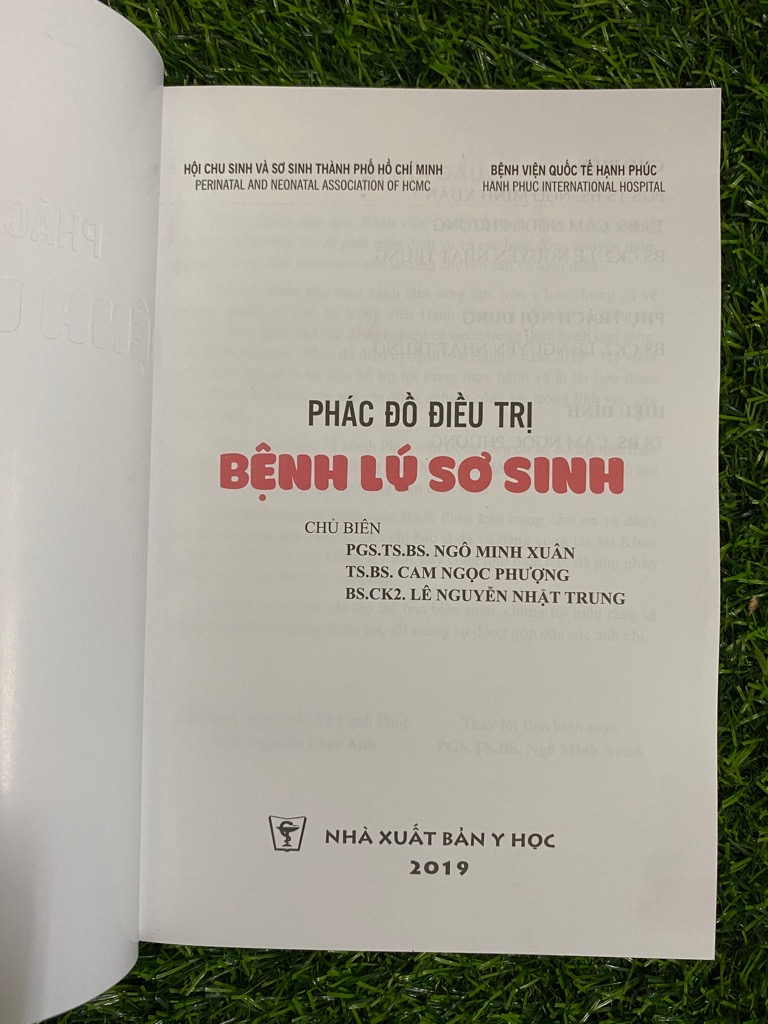 HỘI CHU SINH VÀ SƠ SINH THÀNH PHỐ HỒ CHÍ MINH
PERINATAL AND NEONATAL ASSOCIATION OF HCMC
BỆNH VIỆN QUỐC TẾ HẠNH PHÚC
HANH PHUC INTERNATIONAL HOSPITAL
PHÁC ĐỒ ĐIỀU TRỊ
BỆNH LÝ SƠ SINH
CHỦ BIÊN
PGS.TS.BS. NGÔ MINH XUÂN
TS.BS. CAM NGỌC PHƯỢNG
BS.CK2. LÊ NGUYỄN NHẬT TRUNG
NHÀ XUẤT BẢN Y HỌC
2019